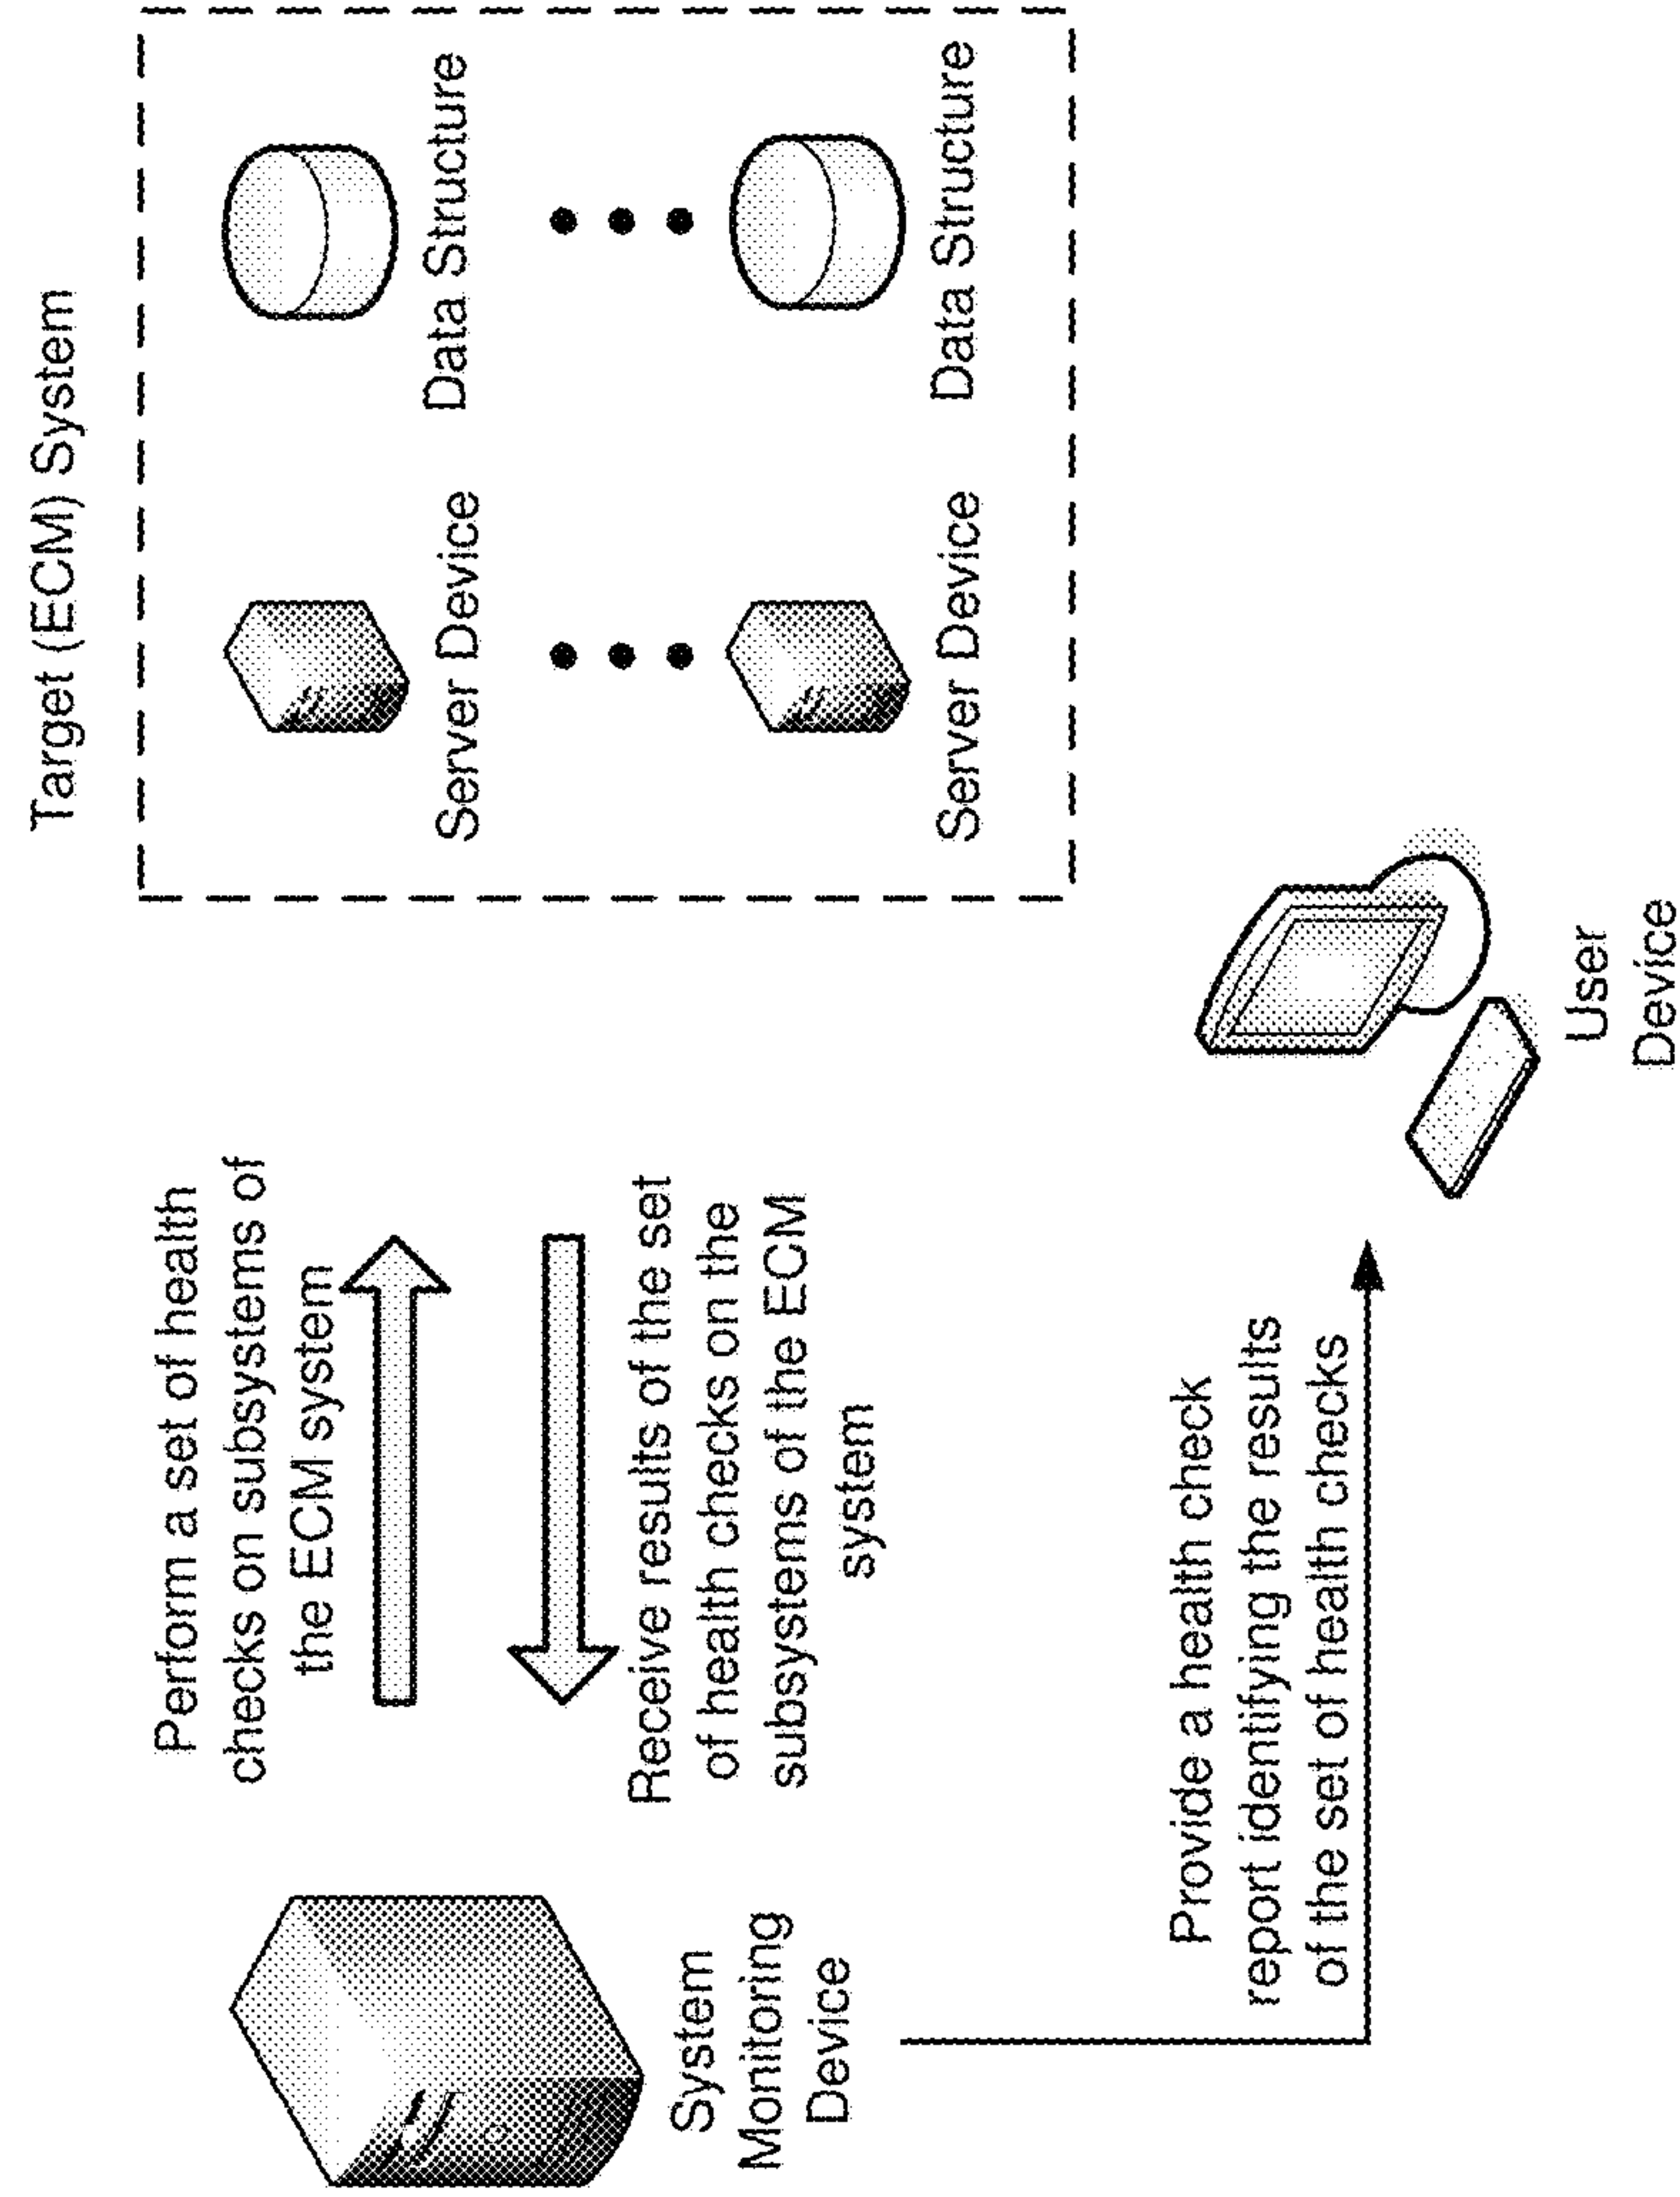 Target (ECM) System
Perform a set of health
checks on subsystems of
the ECM system
Receive results of the set
of health checks on the
subsystems of the ECM
system
System
Monitoring
Device
Server Device
Data Structure
Server Device
Data Structure
Provide a health check
report identifying the results
of the set of health checks
User
Device